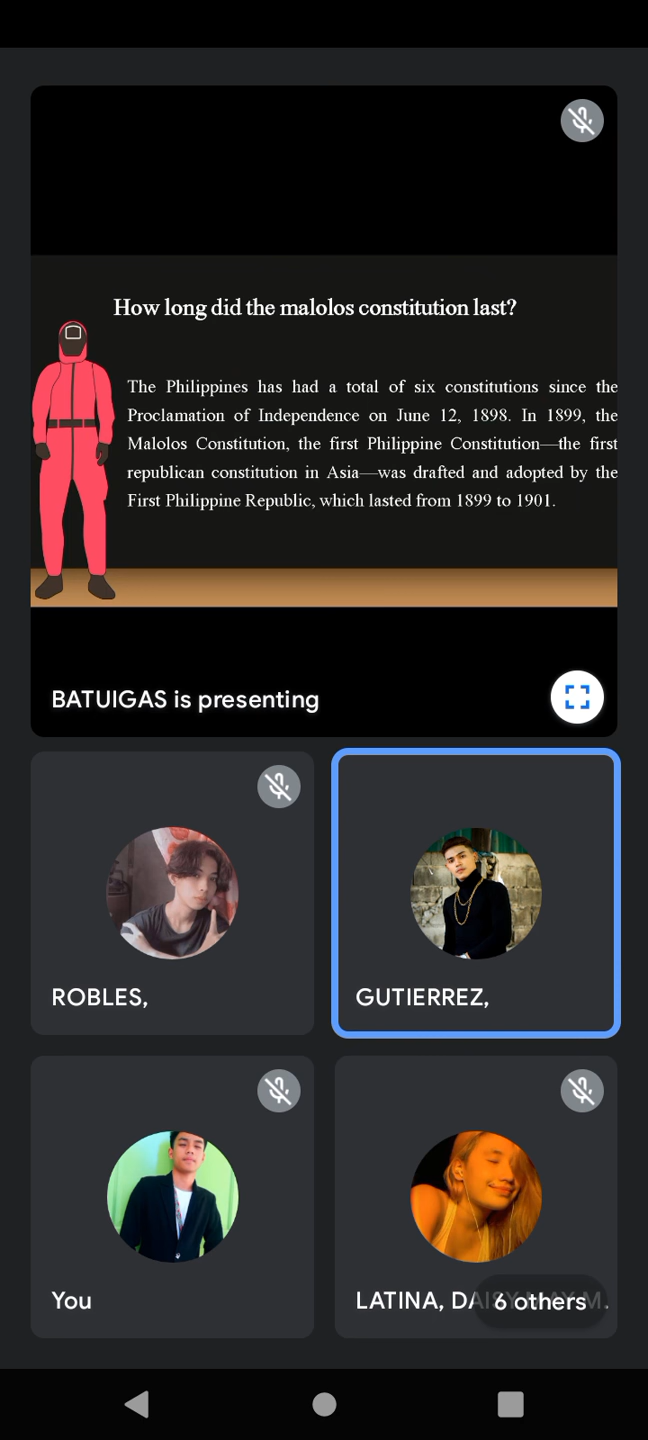 How long did the malolos constitution last?
The Philippines has had a total of six constitutions since the
Proclamation of Independence on June 12, 1898. In 1899, the
Malolos Constitution, the first Philippine Constitution—the first
republican constitution in Asia—was drafted and adopted by the
First Philippine Republic, which lasted from 1899 to 1901.
BATUIGAS is presenting
ROBLES,
GUTIERREZ,
You
LATINA, DAISY MAY M.
6 others